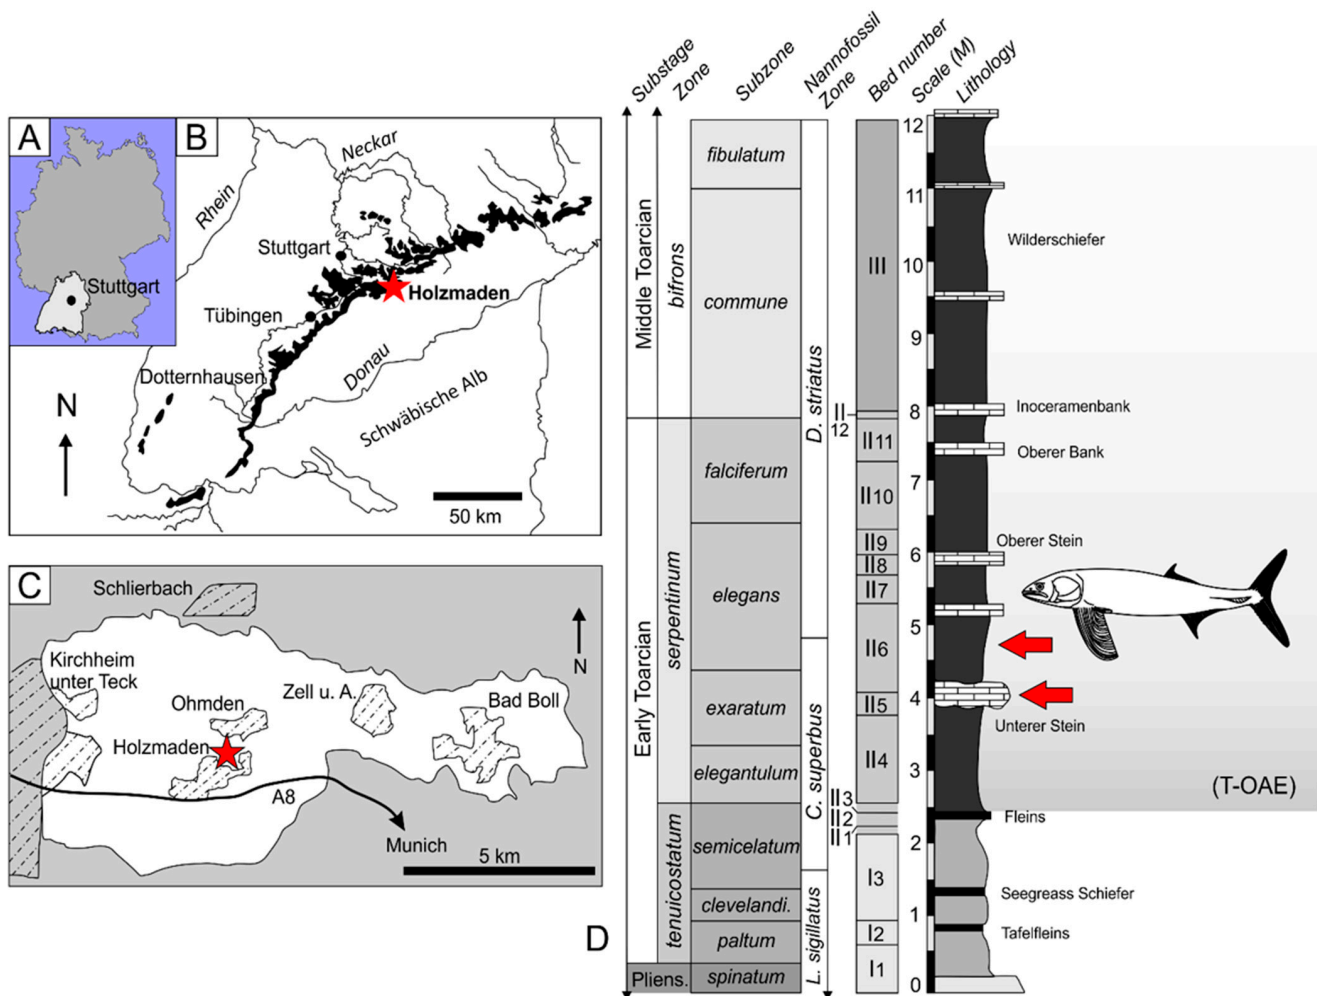 A
Stuttgart
B
Neckar
Rhein
Stuttgart
Holzmaden
Tübingen
Donau
Dotternhausen
Schwäbische Alb
N
50 km
C
Schlierbach
N
Kirchheim
unter Teck
Zell u. A.
Ohmden
Bad Boll
Holzmaden
A8
Munich
5 km
D
Substage
Zone
Subzone
Nannofossil
Zone
Bed number
Scale (M)
Lithology
Middle Toarcian
Early Toarcian
Pliens.
bifrons
serpentinum
tenuicostatum
fibulatum
commune
falciferum
elegans
exaratum
elegantulum
semicelatum
clevelandi.
paltum
spinatum
D. striatus
C. superbus
L. sigillatus
III
II
12
II11
II10
II9
II8
II7
II6
II5
II4
II3
II2
II1
I3
I2
I1
12
11
10
9
8
7
6
5
4
3
2
1
0
Wilderschiefer
Inoceramenbank
Oberer Bank
Oberer Stein
Unterer Stein
(T-OAE)
Fleins
Seegreass Schiefer
Tafelfleins